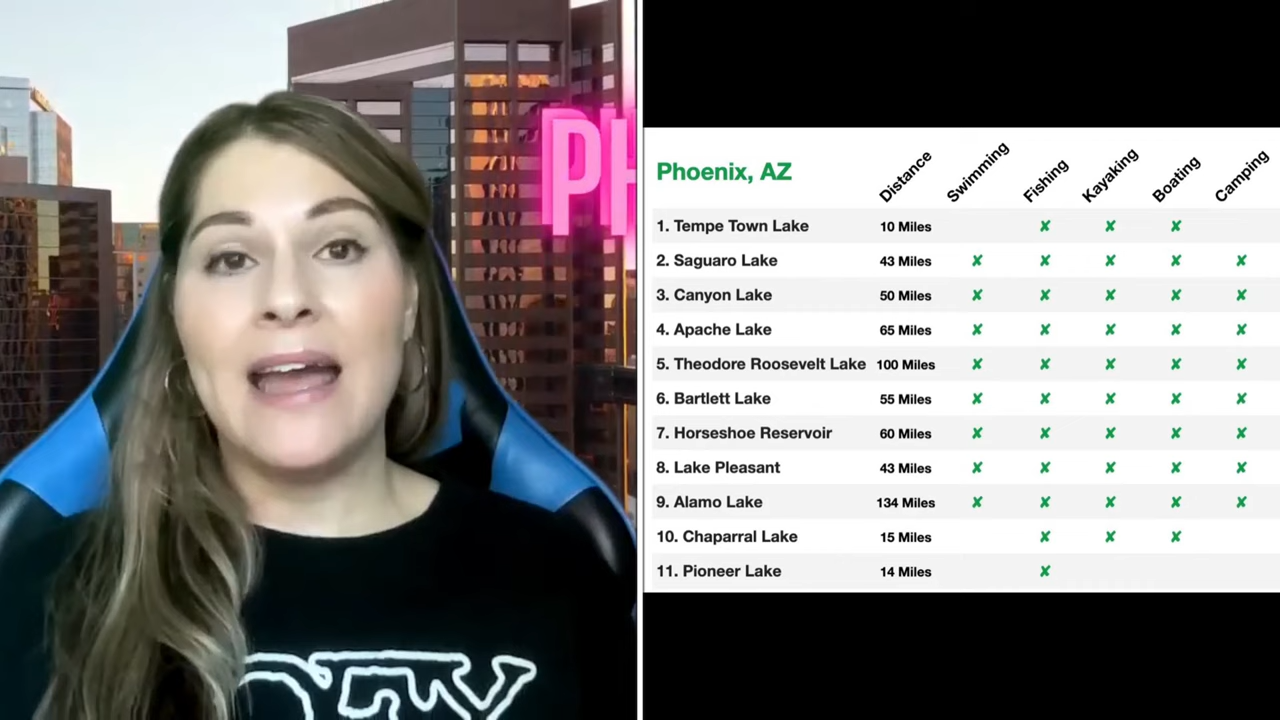 PH
Phoenix, AZ Distance Swimming Fishing Kayaking Boating Camping
1. Tempe Town Lake 10 Miles ✘ ✘ ✘
2. Saguaro Lake 43 Miles ✘ ✘ ✘ ✘ ✘
3. Canyon Lake 50 Miles ✘ ✘ ✘ ✘ ✘
4. Apache Lake 65 Miles ✘ ✘ ✘ ✘ ✘
5. Theodore Roosevelt Lake 100 Miles ✘ ✘ ✘ ✘ ✘
6. Bartlett Lake 55 Miles ✘ ✘ ✘ ✘ ✘
7. Horseshoe Reservoir 60 Miles ✘ ✘ ✘ ✘ ✘
8. Lake Pleasant 43 Miles ✘ ✘ ✘ ✘ ✘
9. Alamo Lake 134 Miles ✘ ✘ ✘ ✘ ✘
10. Chaparral Lake 15 Miles ✘ ✘ ✘
11. Pioneer Lake 14 Miles ✘